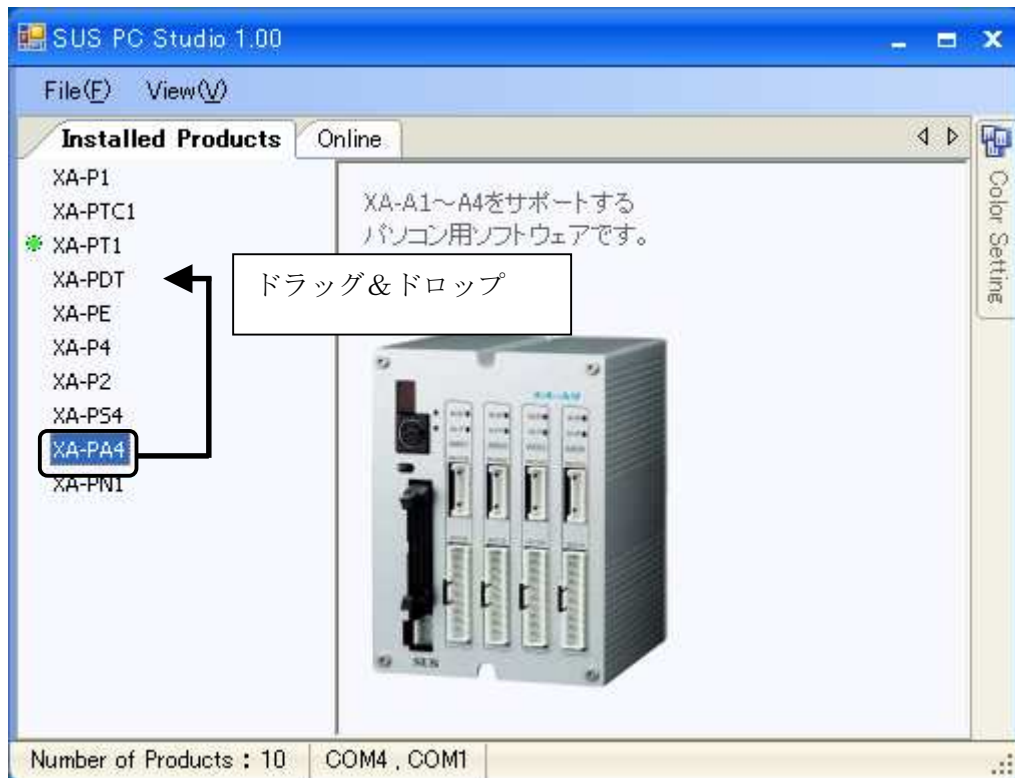 SUS PC Studio 1.00
File(F) View(V)
Installed Products Online
XA-P1
XA-PTC1
XA-PT1
XA-PDT
XA-PE
XA-P4
XA-P2
XA-PS4
XA-PA4
XA-PN1
XA-A1～A4をサポートする
パソコン用ソフトウェアです。
ドラッグ＆ドロップ
SUS
Color Setting
Number of Products：10 COM4 , COM1